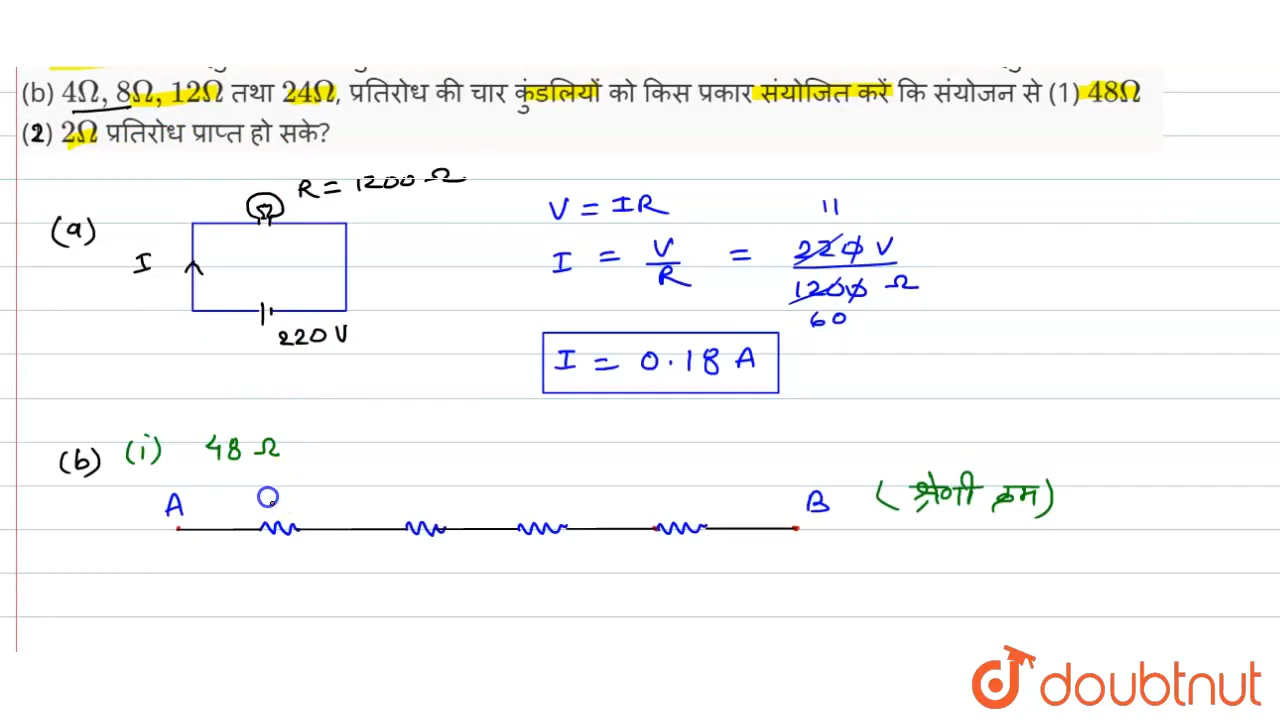 (b) 4Ω, 8Ω, 12Ω तथा 24Ω, प्रतिरोध की चार कुंडलियों को किस प्रकार संयोजित करें कि संयोजन से (1) 48Ω
(2) 2Ω प्रतिरोध प्राप्त हो सके?
R = 1200 Ω
(a)
I
220 V
V = IR
11
I = V/R = 220 V / 1200 Ω
60
I = 0.18 A
(b) (i) 48 Ω
A
B
(श्रेणी क्रम)
doubtnut